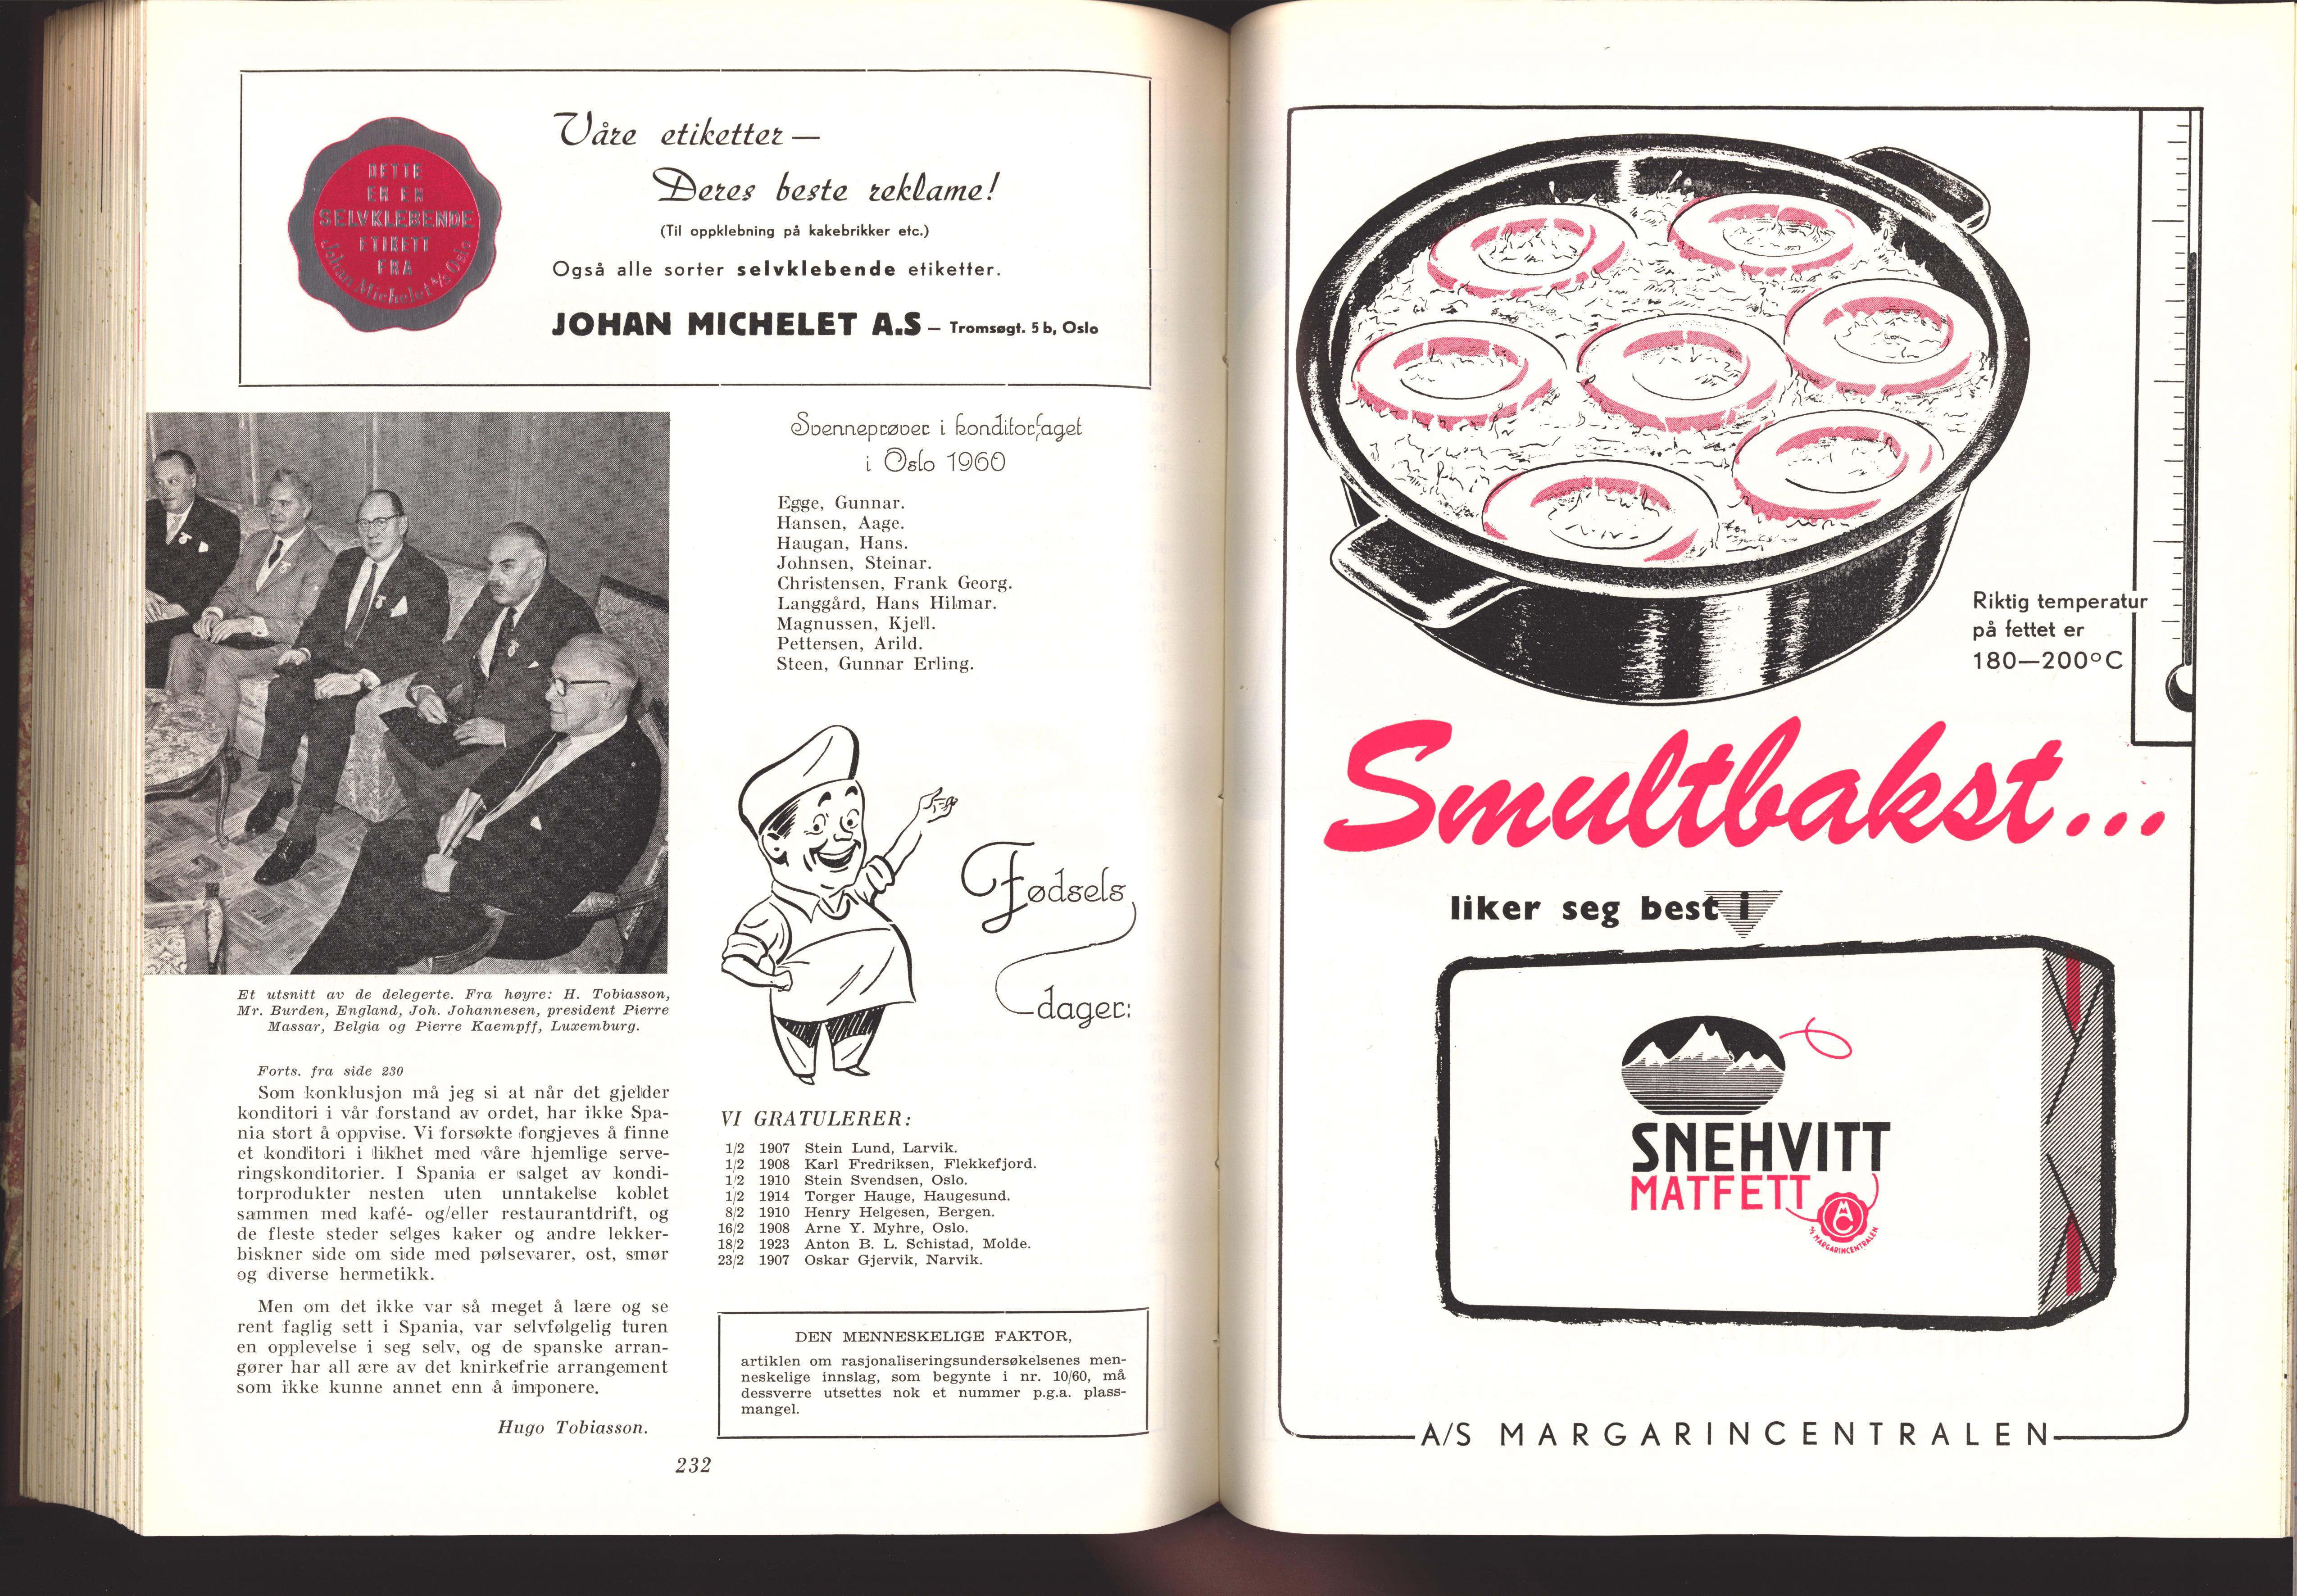 DETTE
ER EN
SELVKLEBENDE
ETIKETT
FRA
Johan Michelet A/S Oslo
Våre etiketter —
Deres beste reklame!
(Til oppklebning på kakebrikker etc.)
Også alle sorter selvklebende etiketter.
JOHAN MICHELET A.S – Tromsøgt. 5 b, Oslo
Et utsnitt av de delegerte. Fra høyre: H. Tobiasson,
Mr. Burden, England, Joh. Johannesen, president Pierre
Massar, Belgia og Pierre Kaempff, Luxemburg.
Forts. fra side 230
Som konklusjon må jeg si at når det gjelder
konditori i vår forstand av ordet, har ikke Spa-
nia stort å oppvise. Vi forsøkte forgjeves å finne
et konditori i likhet med våre hjemlige serve-
ringskonditorier. I Spania er salget av kondi-
torprodukter nesten uten unntakelse koblet
sammen med kafé- og/eller restaurantdrift, og
de fleste steder selges kaker og andre lekker-
biskner side om side med pølsevarer, ost, smør
og diverse hermetikk.
Men om det ikke var så meget å lære og se
rent faglig sett i Spania, var selvfølgelig turen
en opplevelse i seg selv, og de spanske arran-
gører har all ære av det knirkefrie arrangement
som ikke kunne annet enn å imponere.
Hugo Tobiasson.
Svenneprøver i konditorfaget
i Oslo 1960
Egge, Gunnar.
Hansen, Aage.
Haugan, Hans.
Johnsen, Steinar.
Christensen, Frank Georg.
Langgård, Hans Hilmar.
Magnussen, Kjell.
Pettersen, Arild.
Steen, Gunnar Erling.
Fødsels
dager:
VI GRATULERER:
1/2 1907 Stein Lund, Larvik.
1/2 1908 Karl Fredriksen, Flekkefjord.
1/2 1910 Stein Svendsen, Oslo.
1/2 1914 Torger Hauge, Haugesund.
8/2 1910 Henry Helgesen, Bergen.
16/2 1908 Arne Y. Myhre, Oslo.
18/2 1923 Anton B. L. Schistad, Molde.
23/2 1907 Oskar Gjervik, Narvik.
DEN MENNESKELIGE FAKTOR,
artiklen om rasjonaliseringsundersøkelsenes men-
neskelige innslag, som begynte i nr. 10/60, må
dessverre utsettes nok et nummer p.g.a. plass-
mangel.
232
Riktig temperatur
på fettet er
180—200°C
Smultbakst...
liker seg best i
SNEHVITT
MATFETT
MC
A/S MARGARINCENTRALEN
A/S MARGARINCENTRALEN